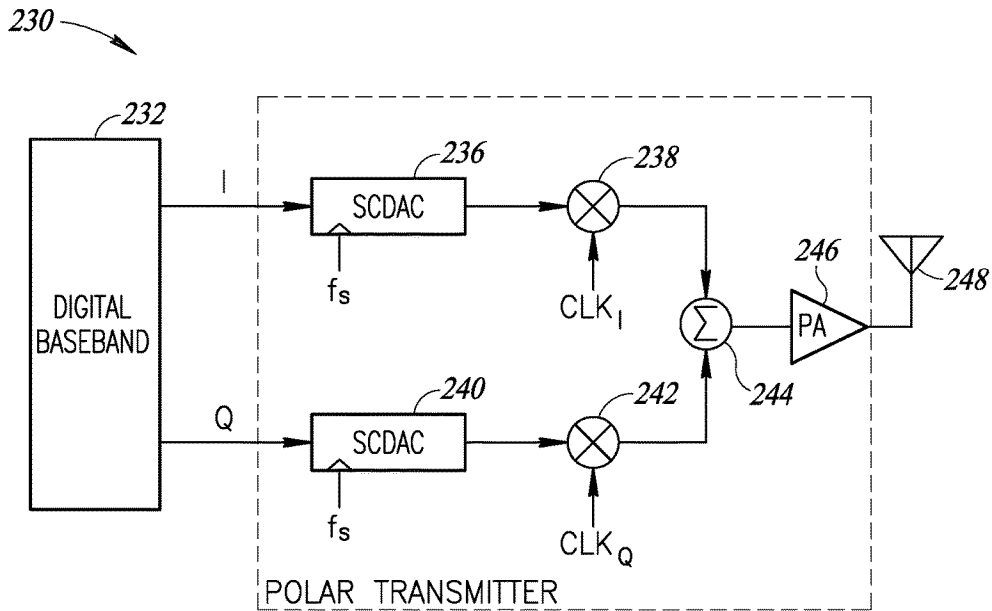 230
232
236
238
I
SCDAC
fs
CLKI
246
248
DIGITAL
BASEBAND
PA
Σ
244
240
242
Q
SCDAC
fs
CLKQ
POLAR TRANSMITTER